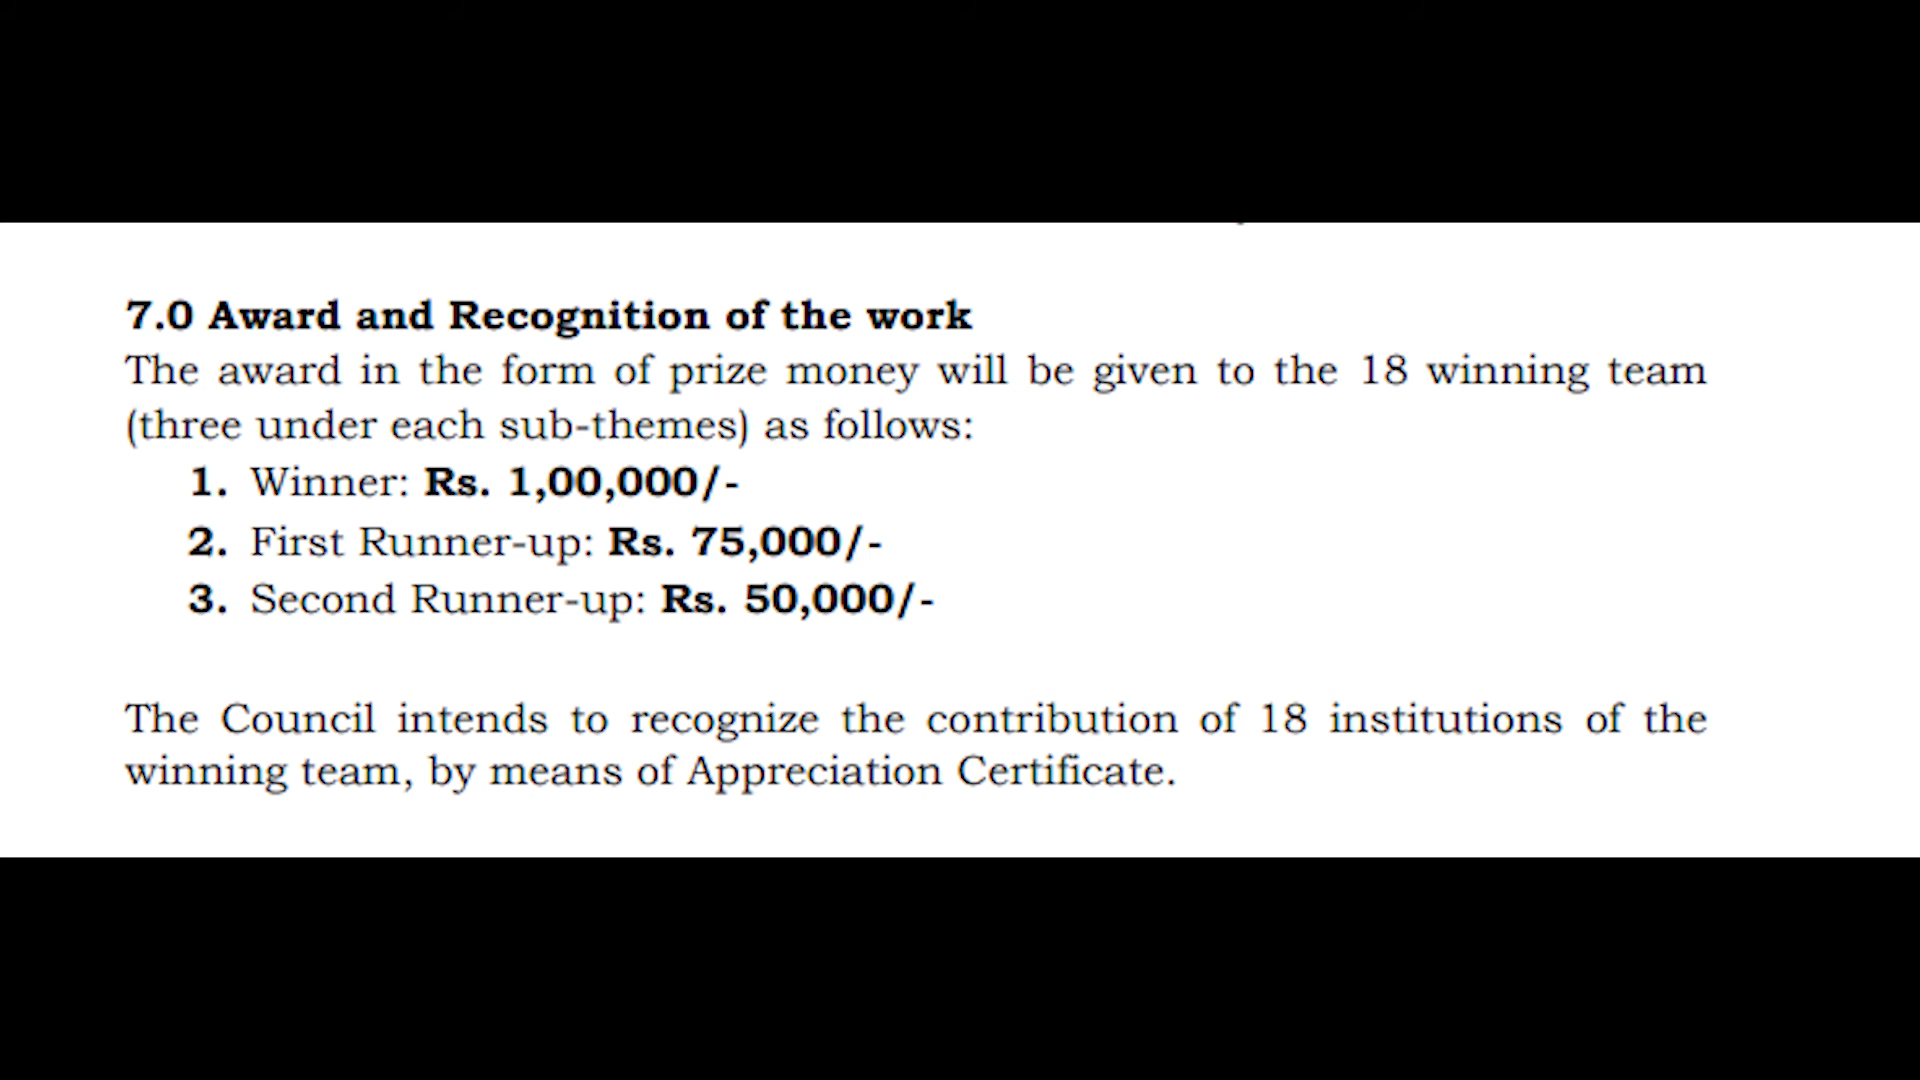 7.0 Award and Recognition of the work
The award in the form of prize money will be given to the 18 winning team
(three under each sub-themes) as follows:
1. Winner: Rs. 1,00,000/-
2. First Runner-up: Rs. 75,000/-
3. Second Runner-up: Rs. 50,000/-
The Council intends to recognize the contribution of 18 institutions of the
winning team, by means of Appreciation Certificate.